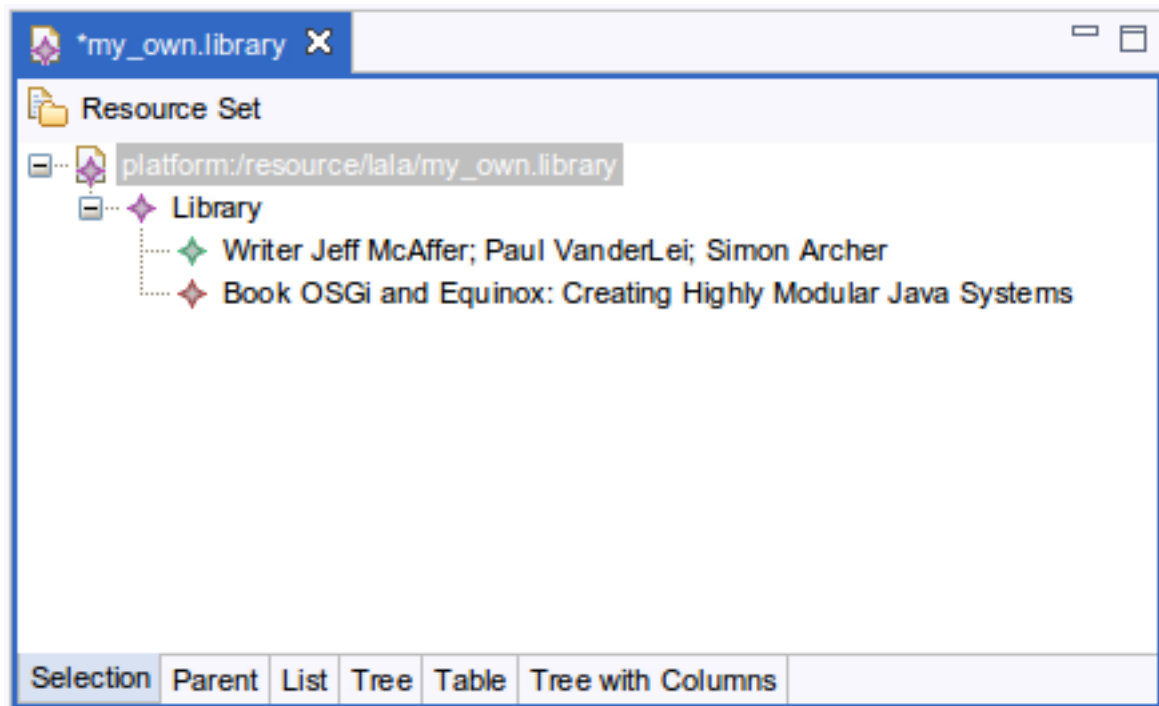 *my_own.library
Resource Set
platform:/resource/lala/my_own.library
Library
Writer Jeff McAffer; Paul VanderLei; Simon Archer
Book OSGi and Equinox: Creating Highly Modular Java Systems
Selection Parent List Tree Table Tree with Columns